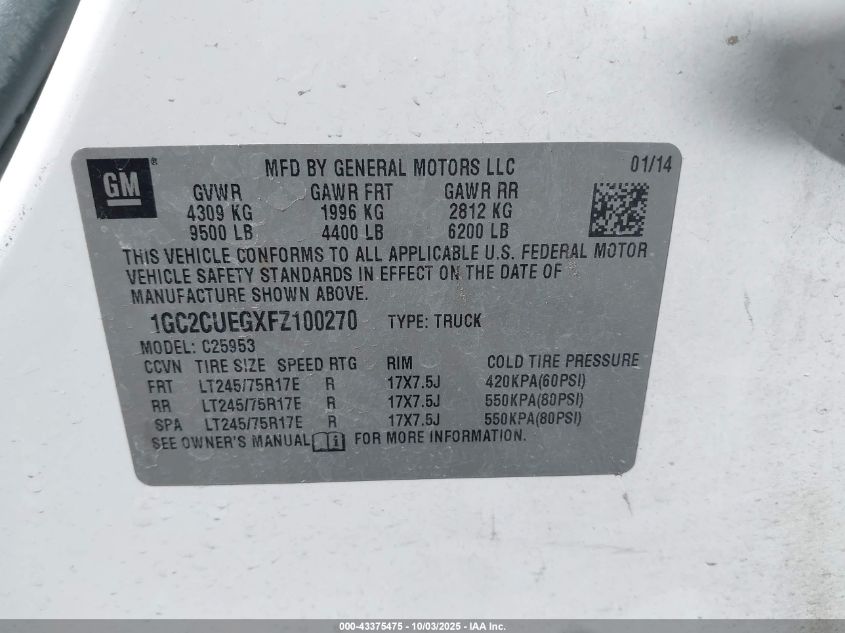 GM ® MFD BY GENERAL MOTORS LLC 01/14
GVWR GAWR FRT GAWR RR
4309 KG 1996 KG 2812 KG
9500 LB 4400 LB 6200 LB
THIS VEHICLE CONFORMS TO ALL APPLICABLE U.S. FEDERAL MOTOR
VEHICLE SAFETY STANDARDS IN EFFECT ON THE DATE OF
MANUFACTURE SHOWN ABOVE.
1GC2CUEGXFZ100270 TYPE: TRUCK
MODEL: C25953
CCVN TIRE SIZE SPEED RTG RIM COLD TIRE PRESSURE
FRT LT245/75R17E R 17X7.5J 420KPA(60PSI)
RR LT245/75R17E R 17X7.5J 550KPA(80PSI)
SPA LT245/75R17E R 17X7.5J 550KPA(80PSI)
SEE OWNER'S MANUAL i FOR MORE INFORMATION.
000-43375475 - 10/03/2025 - IAA Inc.